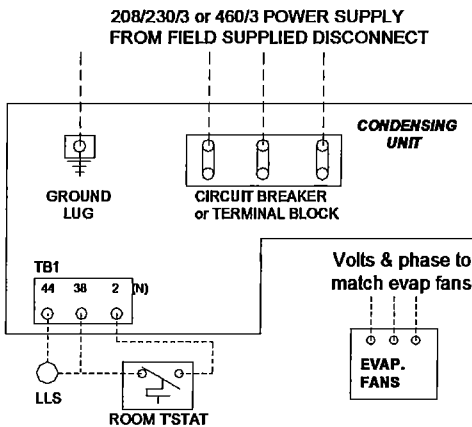 208/230/3 or 460/3 POWER SUPPLY
FROM FIELD SUPPLIED DISCONNECT
CONDENSING
UNIT
GROUND
LUG
CIRCUIT BREAKER
or TERMINAL BLOCK
Volts & phase to
match evap fans
TB1
44 38 2 (N)
EVAP.
FANS
LLS
ROOM T'STAT